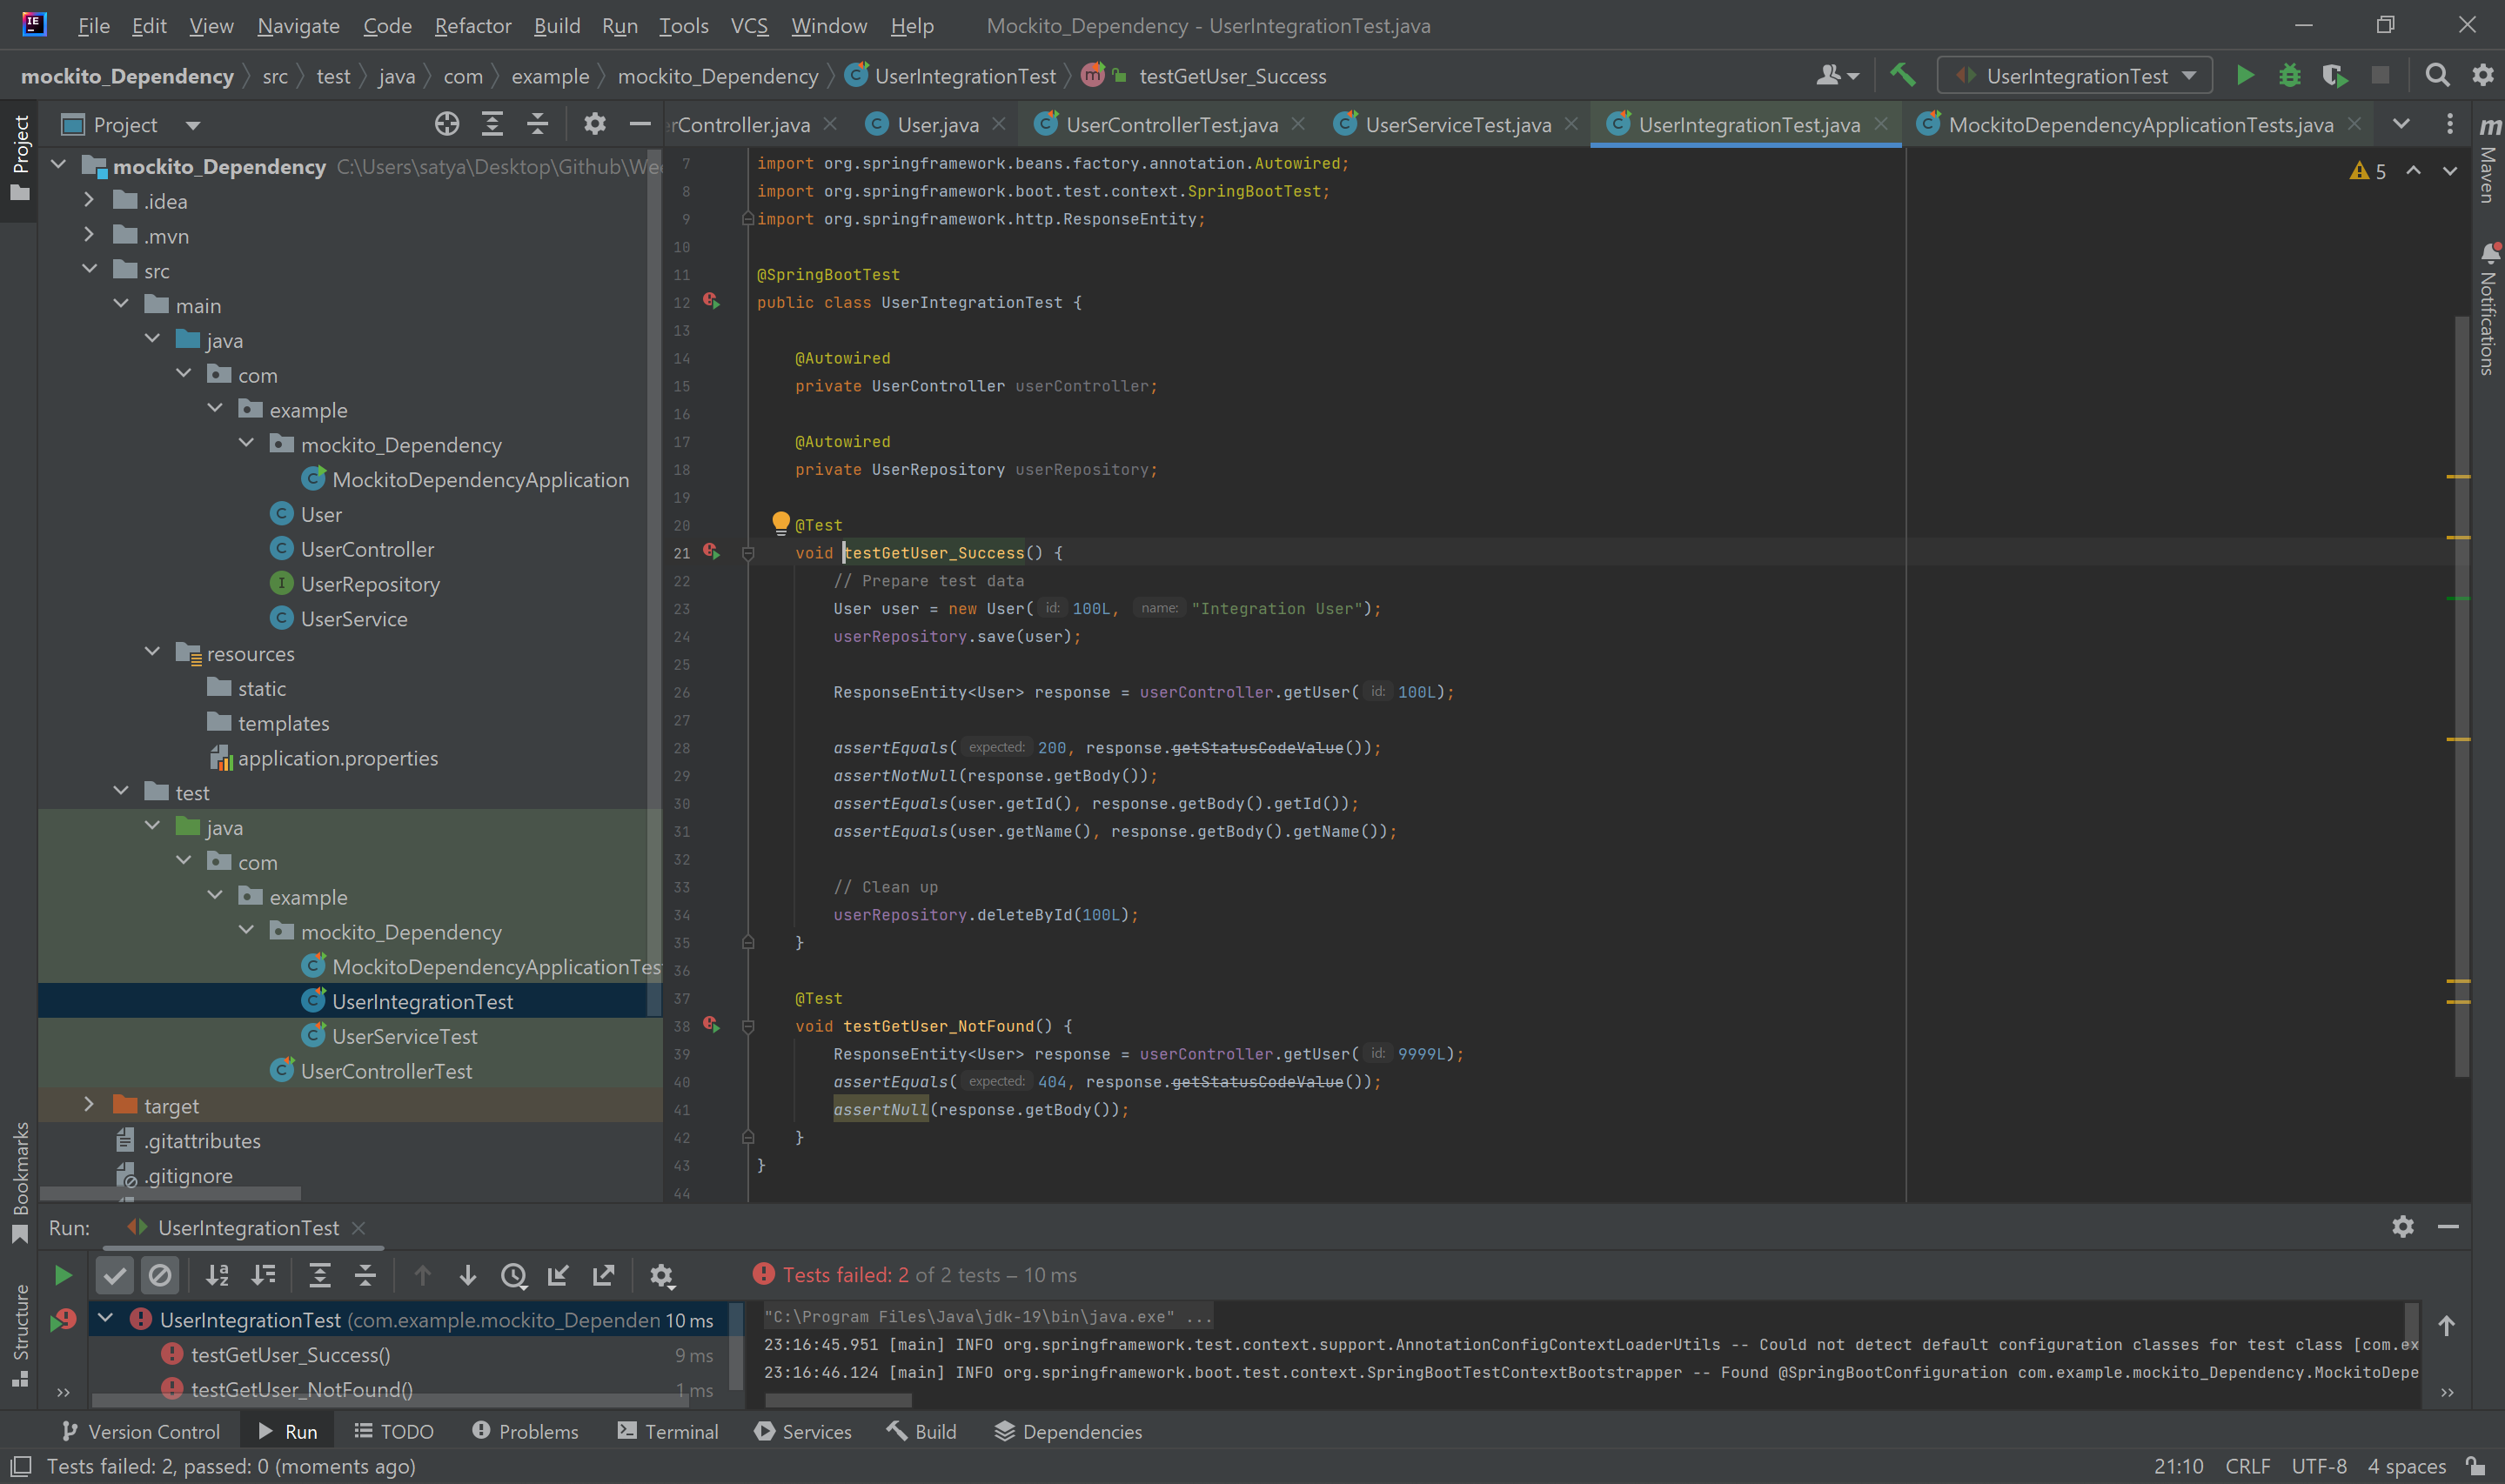 File Edit View Navigate Code Refactor Build Run Tools VCS Window Help Mockito_Dependency - UserIntegrationTest.java
mockito_Dependency src test java com example mockito_Dependency UserIntegrationTest testGetUser_Success UserIntegrationTest
Project
rController.java User.java UserControllerTest.java UserServiceTest.java UserIntegrationTest.java MockitoDependencyApplicationTests.java
Project
Bookmarks
Structure
mockito_Dependency C:\Users\satya\Desktop\Github\We
.idea
.mvn
src
main
java
com
example
mockito_Dependency
MockitoDependencyApplication
User
UserController
UserRepository
UserService
resources
static
templates
application.properties
test
java
com
example
mockito_Dependency
MockitoDependencyApplicationTes
UserIntegrationTest
UserServiceTest
UserControllerTest
target
.gitattributes
.gitignore
5
7 import org.springframework.beans.factory.annotation.Autowired;
8 import org.springframework.boot.test.context.SpringBootTest;
9 import org.springframework.http.ResponseEntity;
10
11 @SpringBootTest
12 public class UserIntegrationTest {
13
14 @Autowired
15 private UserController userController;
16
17 @Autowired
18 private UserRepository userRepository;
19
20 @Test
21 void testGetUser_Success() {
22 // Prepare test data
23 User user = new User( id: 100L, name: "Integration User");
24 userRepository.save(user);
25
26 ResponseEntity<User> response = userController.getUser( id: 100L);
27
28 assertEquals( expected: 200, response.getStatusCodeValue());
29 assertNotNull(response.getBody());
30 assertEquals(user.getId(), response.getBody().getId());
31 assertEquals(user.getName(), response.getBody().getName());
32
33 // Clean up
34 userRepository.deleteById(100L);
35 }
36
37 @Test
38 void testGetUser_NotFound() {
39 ResponseEntity<User> response = userController.getUser( id: 9999L);
40 assertEquals( expected: 404, response.getStatusCodeValue());
41 assertNull(response.getBody());
42 }
43 }
44
m
Maven
Notifications
Run: UserIntegrationTest
Tests failed: 2 of 2 tests – 10 ms
UserIntegrationTest (com.example.mockito_Dependen 10 ms
testGetUser_Success() 9 ms
testGetUser_NotFound() 1 ms
"C:\Program Files\Java\jdk-19\bin\java.exe" ...
23:16:45.951 [main] INFO org.springframework.test.context.support.AnnotationConfigContextLoaderUtils -- Could not detect default configuration classes for test class [com.ex
23:16:46.124 [main] INFO org.springframework.boot.test.context.SpringBootTestContextBootstrapper -- Found @SpringBootConfiguration com.example.mockito_Dependency.MockitoDepe
Version Control Run TODO Problems Terminal Services Build Dependencies
Tests failed: 2, passed: 0 (moments ago) 21:10 CRLF UTF-8 4 spaces